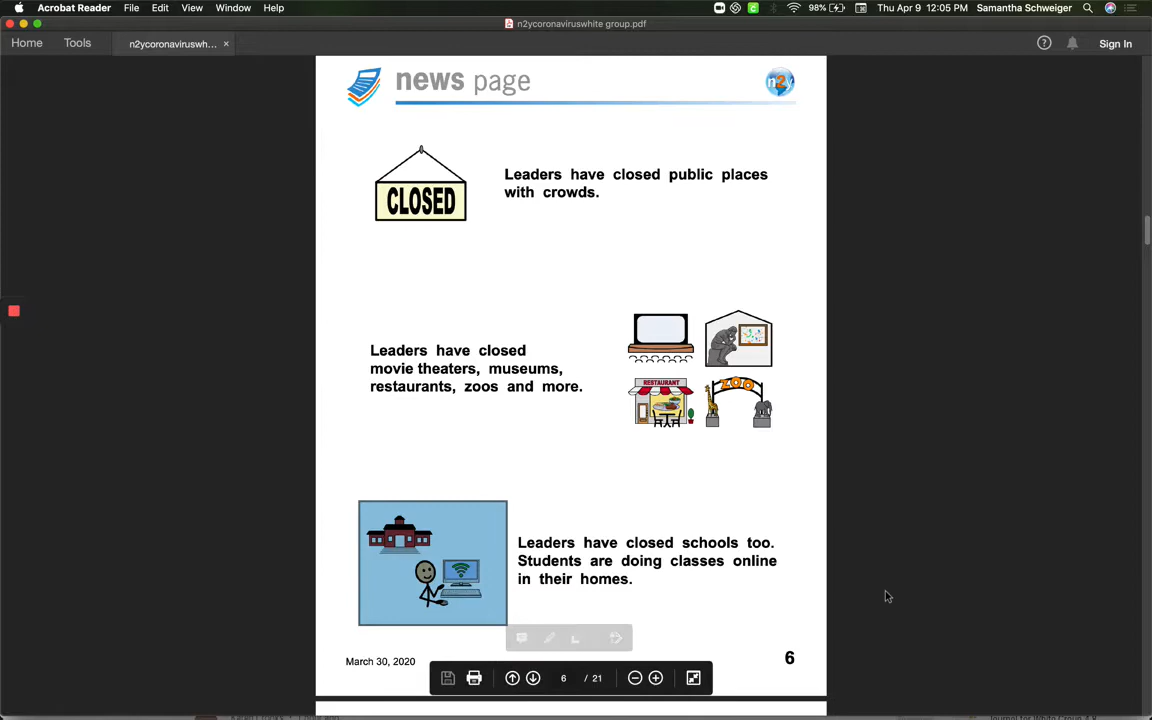 Acrobat Reader File Edit View Window Help 98% Thu Apr 9 12:05 PM Samantha Schweiger
n2ycoronaviruswhite group.pdf
Home Tools n2ycoronaviruswh... × Sign In
news page n2y
CLOSED
Leaders have closed public places
with crowds.
Leaders have closed
movie theaters, museums,
restaurants, zoos and more.
RESTAURANT
ZOO
Leaders have closed schools too.
Students are doing classes online
in their homes.
March 30, 2020
6
6 / 21